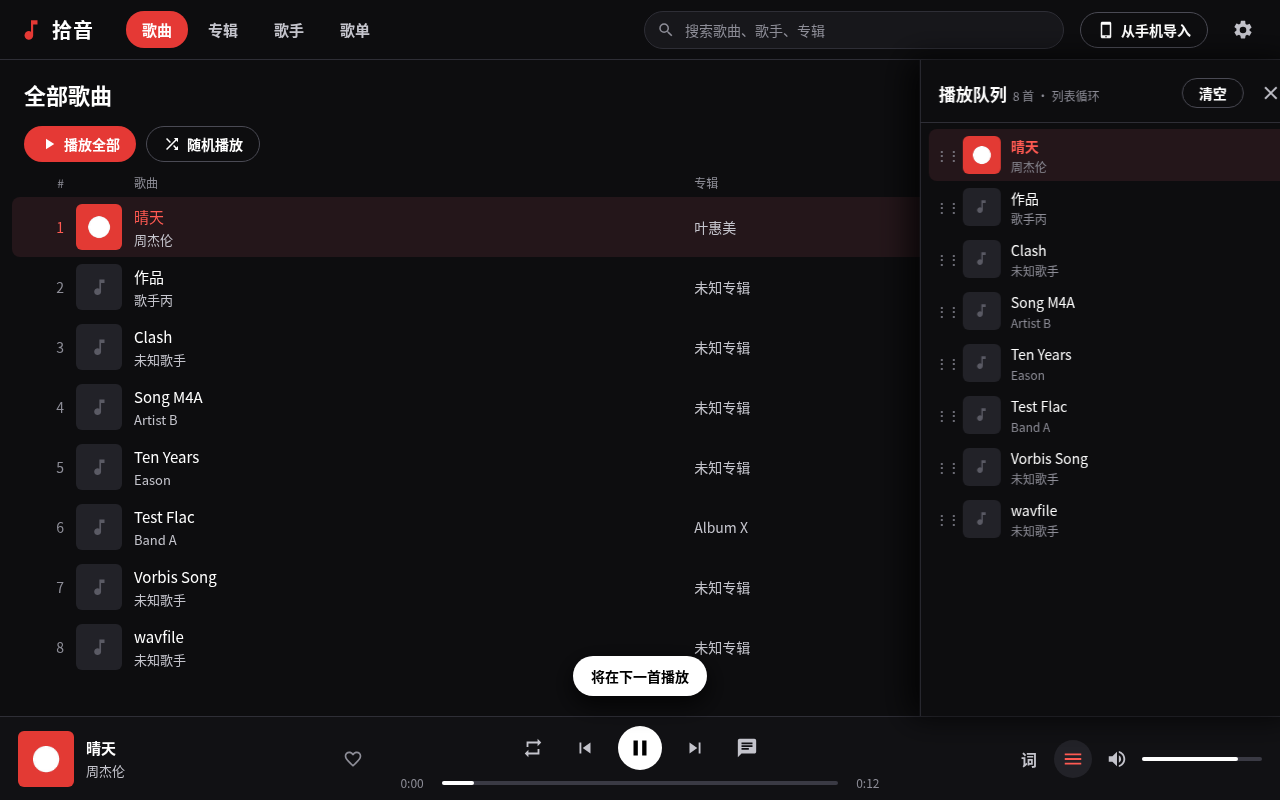 拾音 歌曲 专辑 歌手 歌单 搜索歌曲、歌手、专辑 从手机导入
全部歌曲
播放全部 随机播放
# 歌曲 专辑
1 晴天 叶惠美
周杰伦
2 作品 未知专辑
歌手丙
3 Clash 未知专辑
未知歌手
4 Song M4A 未知专辑
Artist B
5 Ten Years 未知专辑
Eason
6 Test Flac Album X
Band A
7 Vorbis Song 未知专辑
未知歌手
8 wavfile 未知专辑
未知歌手
播放队列 8 首 · 列表循环 清空
晴天
周杰伦
作品
歌手丙
Clash
未知歌手
Song M4A
Artist B
Ten Years
Eason
Test Flac
Band A
Vorbis Song
未知歌手
wavfile
未知歌手
将在下一首播放
晴天
周杰伦
0:00 0:12
词